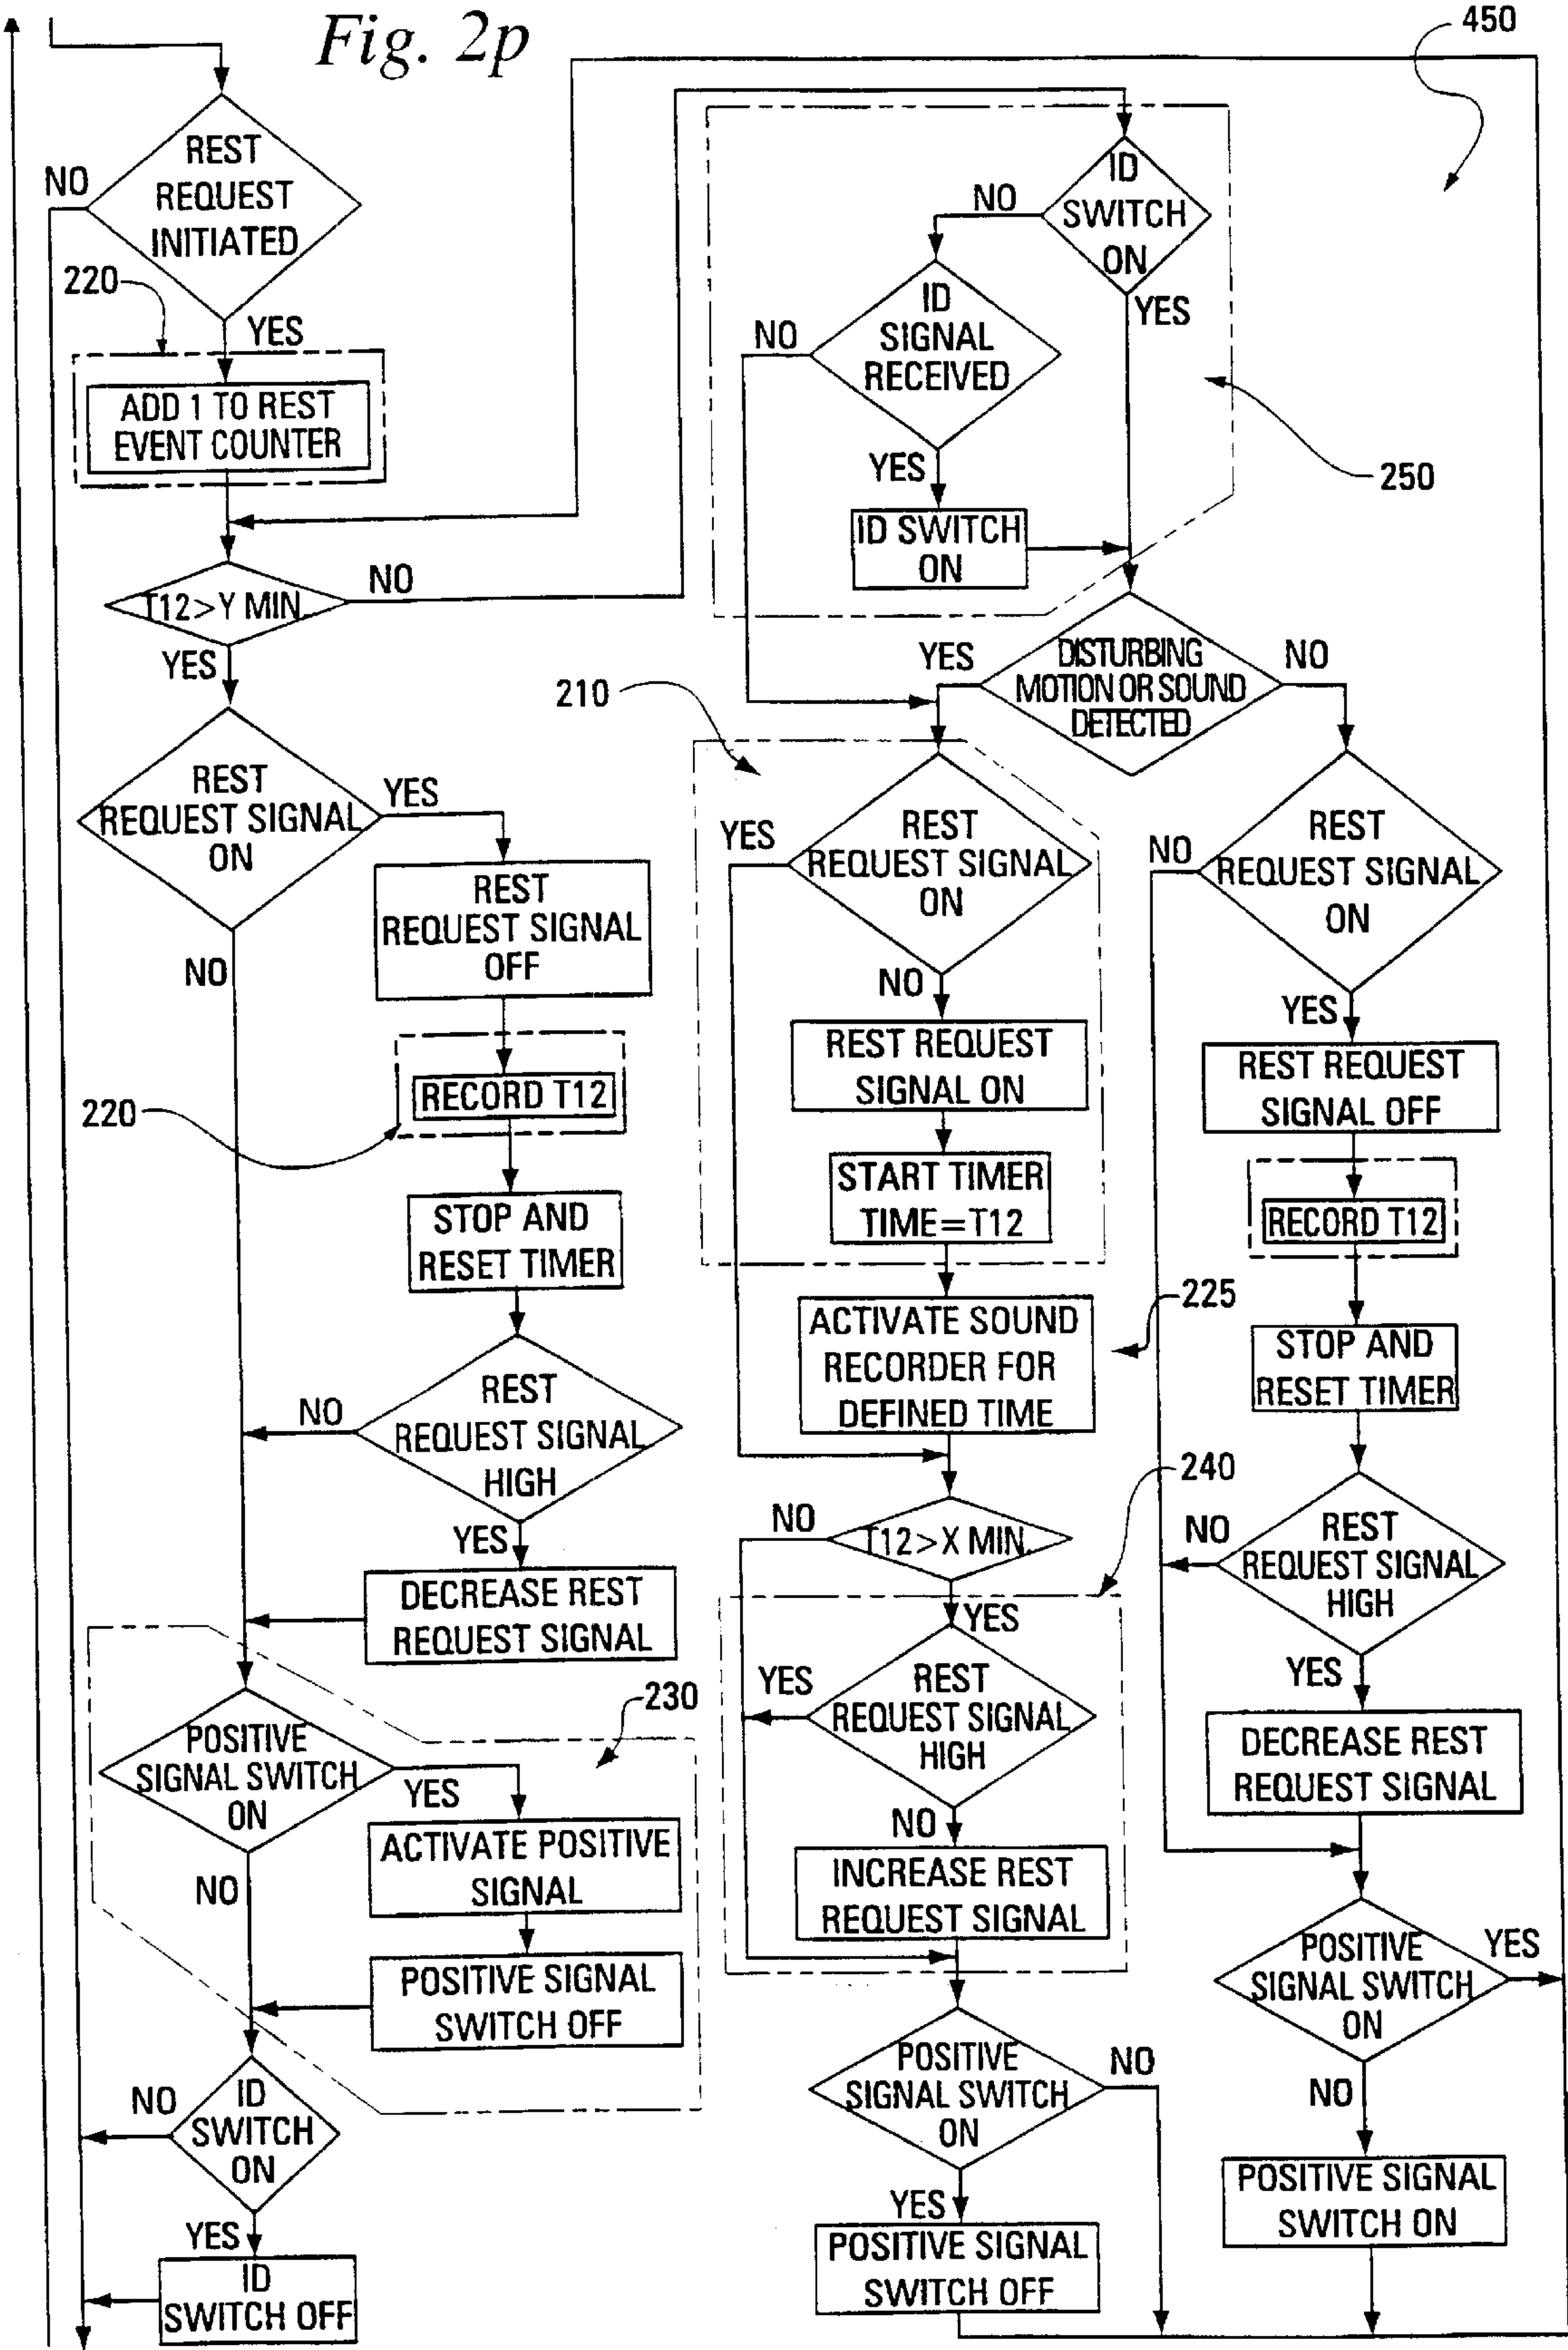 Fig. 2p
450
REST
REQUEST
INITIATED
NO
220
YES
ADD 1 TO REST
EVENT COUNTER
T12>Y MIN.
NO
YES
REST
REQUEST SIGNAL
ON
YES
NO
REST
REQUEST SIGNAL
OFF
RECORD T12
220
STOP AND
RESET TIMER
REST
REQUEST SIGNAL
HIGH
NO
YES
DECREASE REST
REQUEST SIGNAL
230
POSITIVE
SIGNAL SWITCH
ON
YES
NO
ACTIVATE POSITIVE
SIGNAL
POSITIVE SIGNAL
SWITCH OFF
ID
SWITCH
ON
NO
YES
ID
SWITCH OFF
ID
SWITCH
ON
NO
YES
ID
SIGNAL
RECEIVED
NO
YES
250
ID SWITCH
ON
DISTURBING
MOTION OR SOUND
DETECTED
YES
NO
210
REST
REQUEST SIGNAL
ON
YES
NO
REST REQUEST
SIGNAL ON
START TIMER
TIME=T12
ACTIVATE SOUND
RECORDER FOR
DEFINED TIME
225
T12>X MIN.
NO
240
YES
REST
REQUEST SIGNAL
HIGH
YES
NO
INCREASE REST
REQUEST SIGNAL
POSITIVE
SIGNAL SWITCH
ON
NO
YES
POSITIVE SIGNAL
SWITCH OFF
REST
REQUEST SIGNAL
ON
NO
YES
REST REQUEST
SIGNAL OFF
RECORD T12
STOP AND
RESET TIMER
REST
REQUEST SIGNAL
HIGH
NO
YES
DECREASE REST
REQUEST SIGNAL
POSITIVE
SIGNAL SWITCH
ON
YES
NO
POSITIVE SIGNAL
SWITCH ON